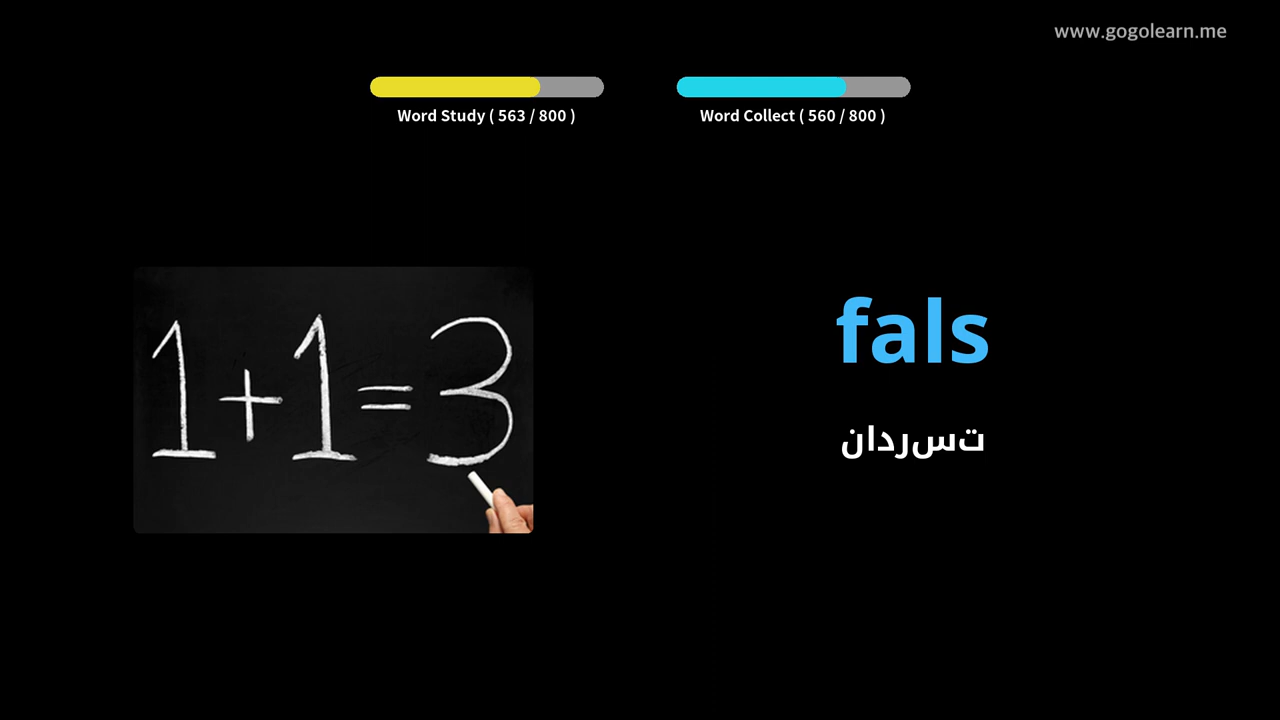 www.gogolearn.me
Word Study ( 563 / 800 )
Word Collect ( 560 / 800 )
1+1=3
fals
تسردان